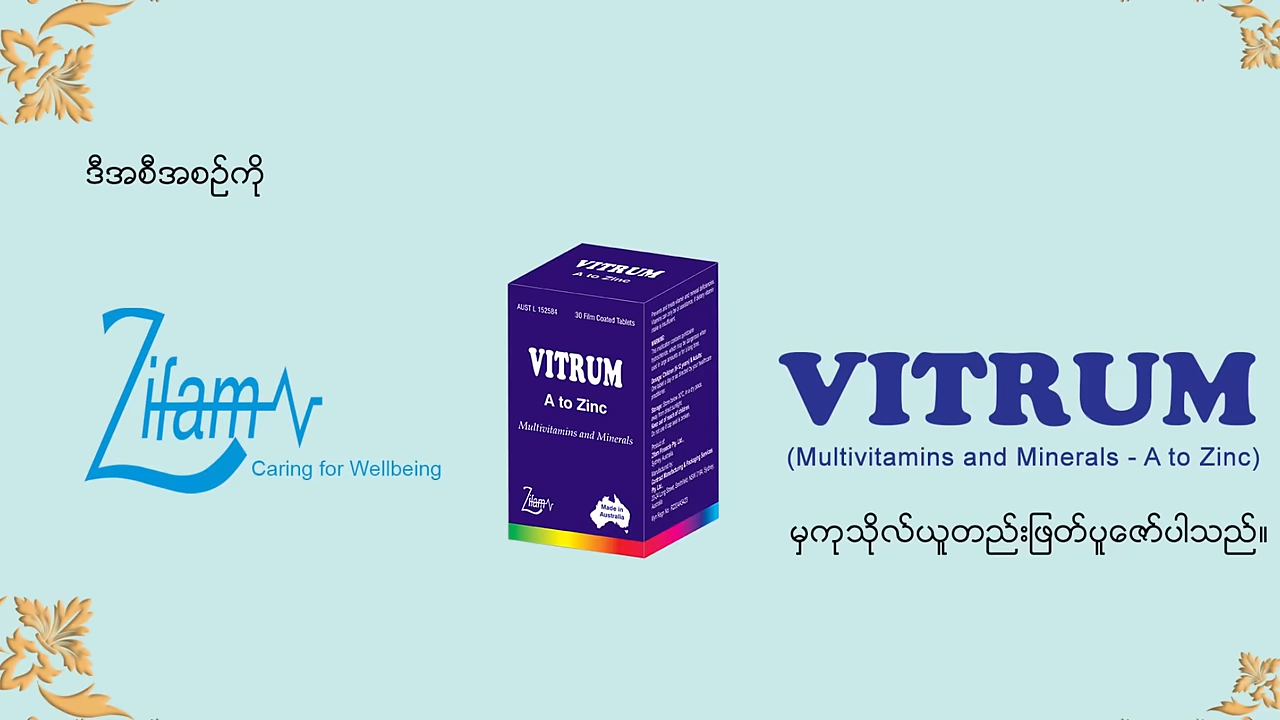 ဒီအစီအစဉ်ကို
Zifam
Caring for Wellbeing
VITRUM
A to Zinc
AUST L 152584 30 Film Coated Tablets
VITRUM
A to Zinc
Multivitamins and Minerals
Zifam
Made in
Australia
WARNING:
VITRUM
(Multivitamins and Minerals - A to Zinc)
မှကုသိုလ်ယူတည်းဖြတ်ပူဇော်ပါသည်။